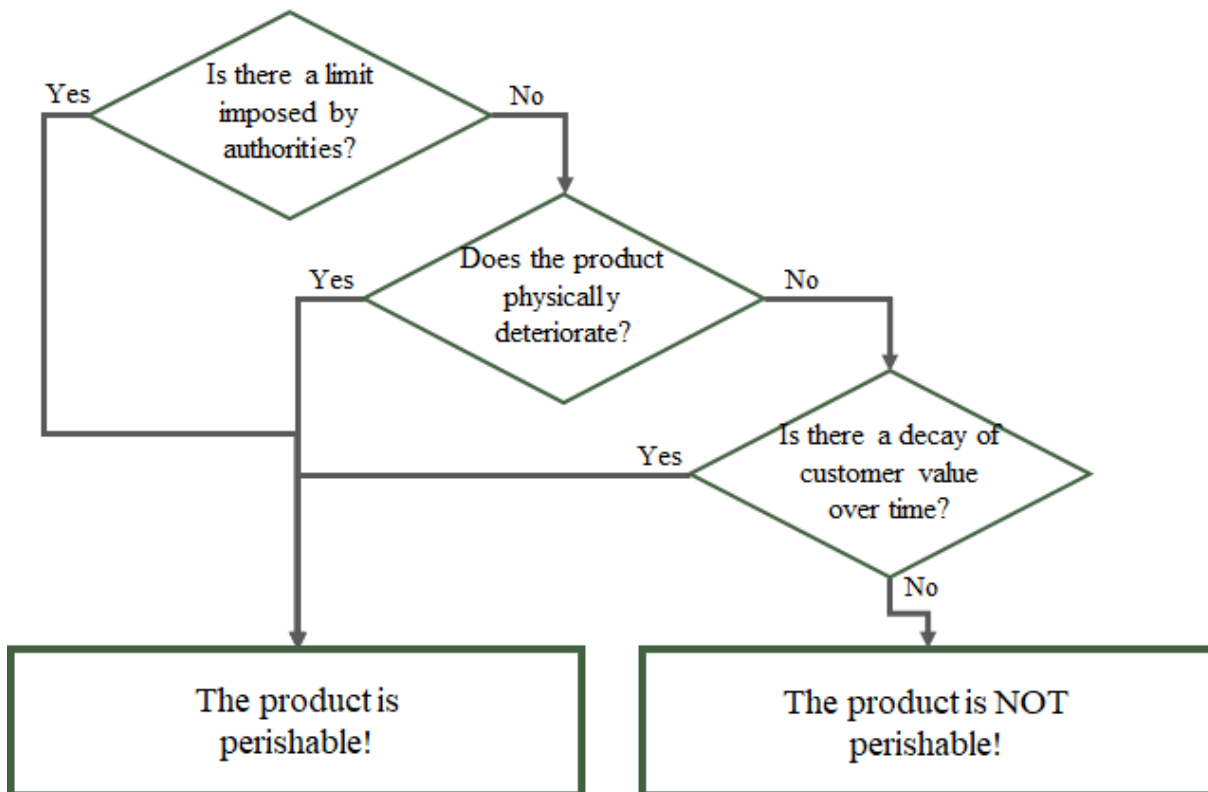 Is there a limit
imposed by
authorities?
Yes
No
Does the product
physically
deteriorate?
Yes
No
Is there a decay of
customer value
over time?
Yes
No
The product is
perishable!
The product is NOT
perishable!